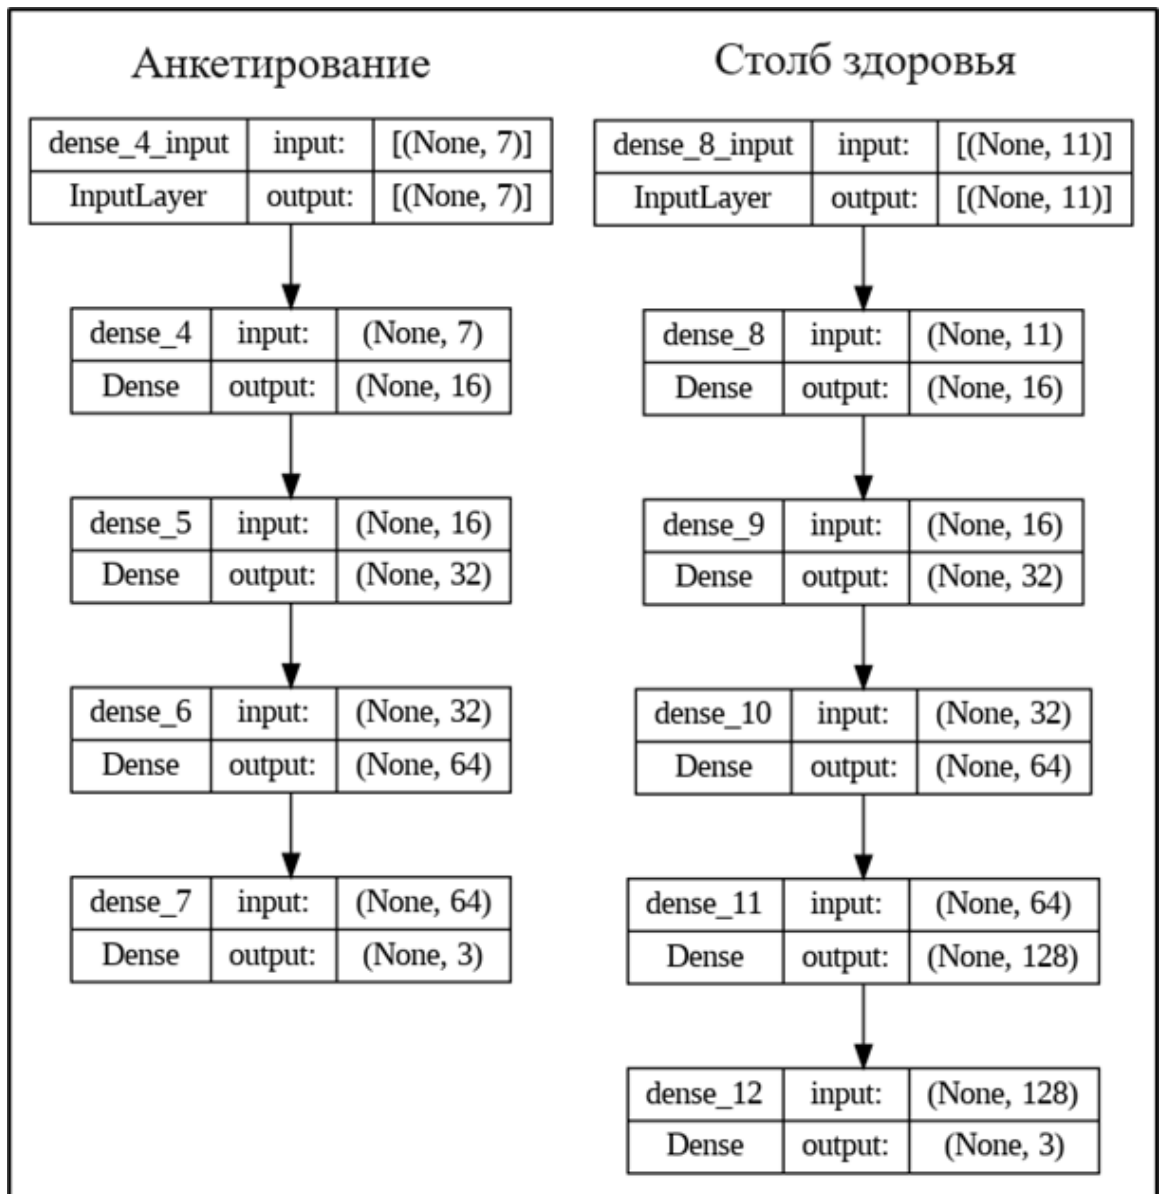 Анкетирование
dense_4_input input: [(None, 7)]
InputLayer output: [(None, 7)]
dense_4 input: (None, 7)
Dense output: (None, 16)
dense_5 input: (None, 16)
Dense output: (None, 32)
dense_6 input: (None, 32)
Dense output: (None, 64)
dense_7 input: (None, 64)
Dense output: (None, 3)
Столб здоровья
dense_8_input input: [(None, 11)]
InputLayer output: [(None, 11)]
dense_8 input: (None, 11)
Dense output: (None, 16)
dense_9 input: (None, 16)
Dense output: (None, 32)
dense_10 input: (None, 32)
Dense output: (None, 64)
dense_11 input: (None, 64)
Dense output: (None, 128)
dense_12 input: (None, 128)
Dense output: (None, 3)